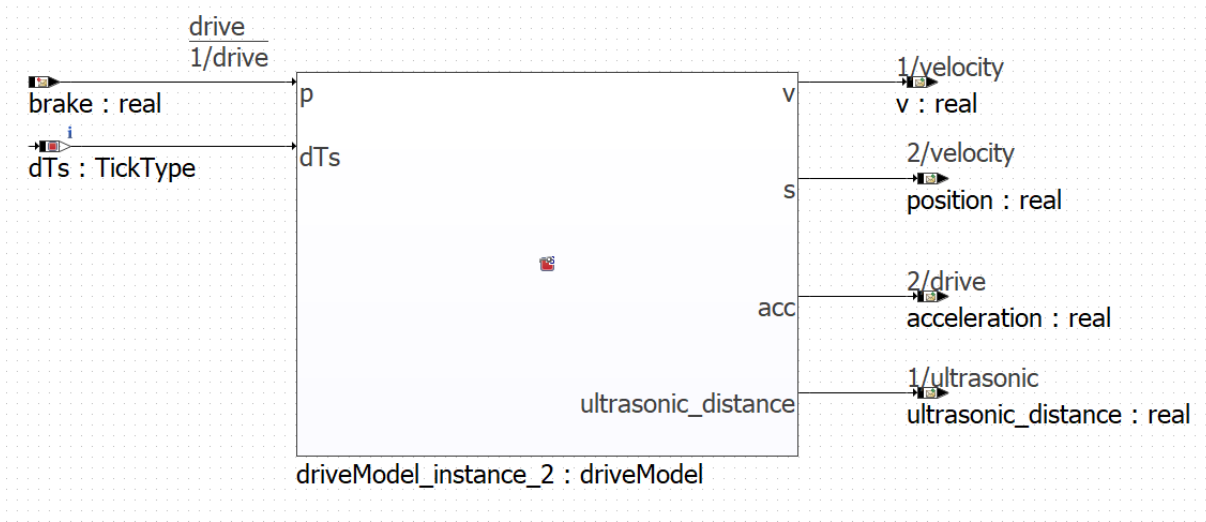 drive
1/drive
brake : real
p
i
dTs : TickType
dTs
v
1/velocity
v : real
s
2/velocity
position : real
acc
2/drive
acceleration : real
ultrasonic_distance
1/ultrasonic
ultrasonic_distance : real
driveModel_instance_2 : driveModel